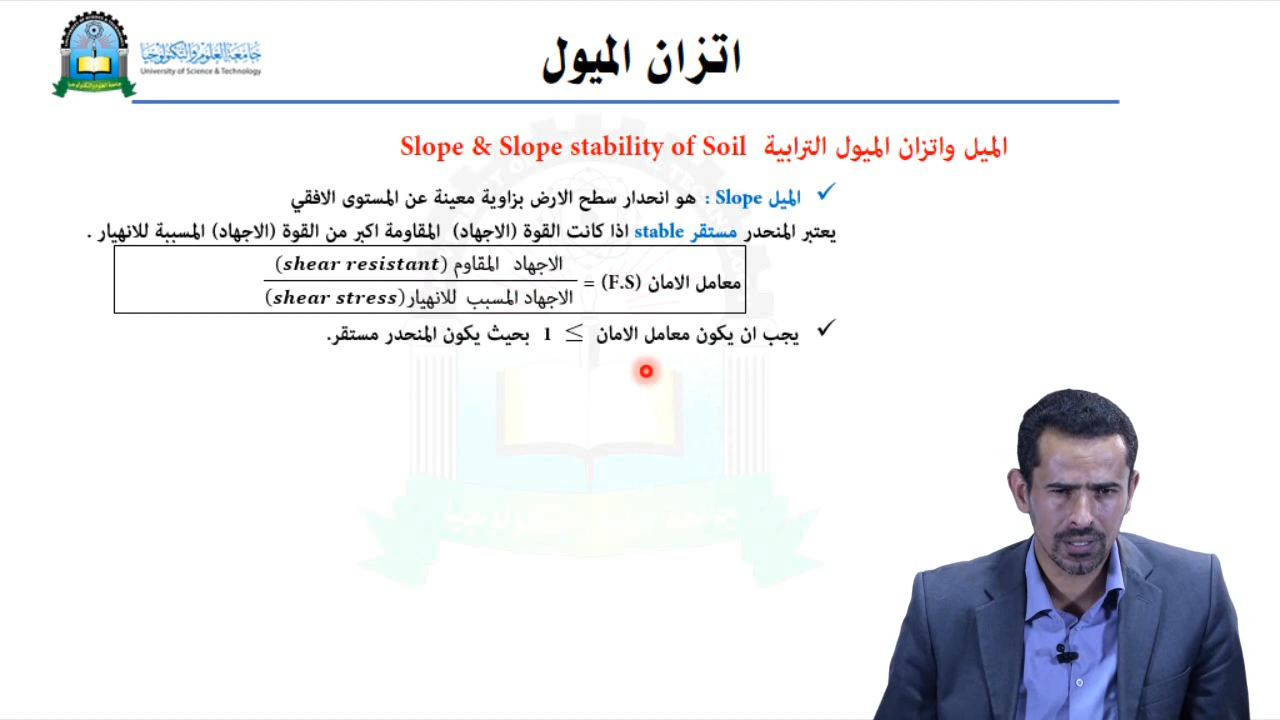 جامعة العلوم والتكنولوجيا
University of Science & Technology
اتزان الميول
الميل واتزان الميول الترابية Slope & Slope stability of Soil
✓ الميل Slope : هو انحدار سطح الارض بزاوية معينة عن المستوى الافقي
يعتبر المنحدر مستقر stable اذا كانت القوة (الاجهاد) المقاومة اكبر من القوة (الاجهاد) المسببة للانهيار .
الاجهاد المقاوم (shear resistant)
معامل الامان (F.S) =
الاجهاد المسبب للانهيار(shear stress)
✓ يجب ان يكون معامل الامان ≥ 1 بحيث يكون المنحدر مستقر.